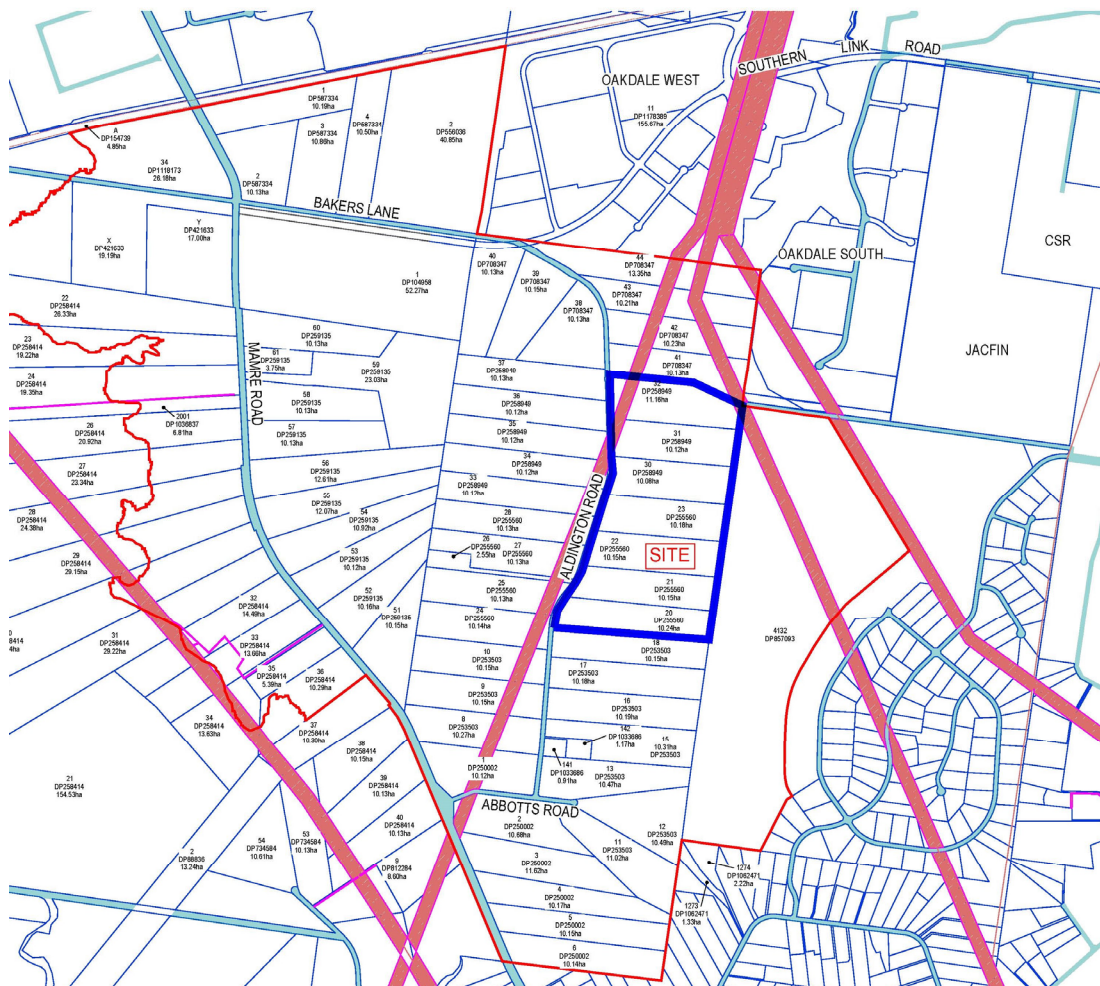 SOUTHERN LINK ROAD
OAKDALE WEST
11
DP1178389
155.67ha
1
DP587334
10.19ha
4
DP587334
10.50ha
3
DP587334
10.86ha
2
DP556036
40.85ha
A
DP154739
4.85ha
34
DP1118173
26.18ha
2
DP587334
10.13ha
BAKERS LANE
X
DP421633
19.19ha
Y
DP421633
17.00ha
1
DP104958
52.27ha
40
DP708347
10.13ha
39
DP708347
10.15ha
38
DP708347
10.13ha
44
DP708347
13.35ha
43
DP708347
10.21ha
42
DP708347
10.23ha
41
DP708347
10.13ha
OAKDALE SOUTH
CSR
JACFIN
22
DP258414
26.33ha
23
DP258414
19.22ha
24
DP258414
19.35ha
2001
DP1036837
6.81ha
26
DP258414
20.92ha
27
DP258414
23.34ha
28
DP258414
24.38ha
29
DP258414
29.15ha
31
DP258414
29.22ha
MAMRE ROAD
60
DP259135
10.13ha
61
DP259135
3.75ha
59
DP259135
23.03ha
58
DP259135
10.13ha
57
DP259135
10.13ha
56
DP259135
12.61ha
55
DP259135
12.07ha
54
DP259135
10.92ha
53
DP259135
10.12ha
52
DP259135
10.16ha
51
10.15ha
37
10.13ha
36
DP258949
10.12ha
35
DP258949
10.12ha
34
DP258949
10.12ha
33
DP258949
10.12ha
28
DP255560
10.13ha
26
DP255560
2.55ha
27
DP255560
10.13ha
25
DP255560
10.13ha
24
DP255560
10.14ha
ALDINGTON ROAD
32
DP258949
11.16ha
31
DP258949
10.12ha
30
DP258949
10.08ha
23
DP255560
10.18ha
22
DP255560
10.15ha
SITE
21
DP255560
10.15ha
20
DP255560
10.24ha
18
DP253503
10.15ha
17
DP253503
10.18ha
16
DP253503
10.19ha
142
DP1033686
1.17ha
15
10.31ha
DP253503
141
DP1033686
0.91ha
13
DP253503
10.47ha
4132
DP857093
10
DP253503
10.15ha
9
DP253503
10.15ha
8
DP253503
10.27ha
1
DP250002
10.12ha
ABBOTTS ROAD
2
DP250002
10.68ha
3
DP250002
11.62ha
4
DP250002
10.17ha
5
DP250002
10.15ha
6
DP250002
10.14ha
11
DP253503
11.02ha
12
DP253503
10.49ha
1274
DP1062471
2.22ha
1273
DP1062471
1.33ha
32
DP258414
14.49ha
33
DP258414
13.66ha
35
DP258414
5.39ha
36
DP258414
10.29ha
34
DP258414
13.63ha
37
DP258414
10.30ha
38
DP258414
10.15ha
39
DP258414
10.13ha
40
DP258414
10.13ha
9
DP812284
8.60ha
21
DP258414
154.53ha
54
DP734584
10.61ha
53
DP734584
10.13ha
2
DP88836
13.24ha